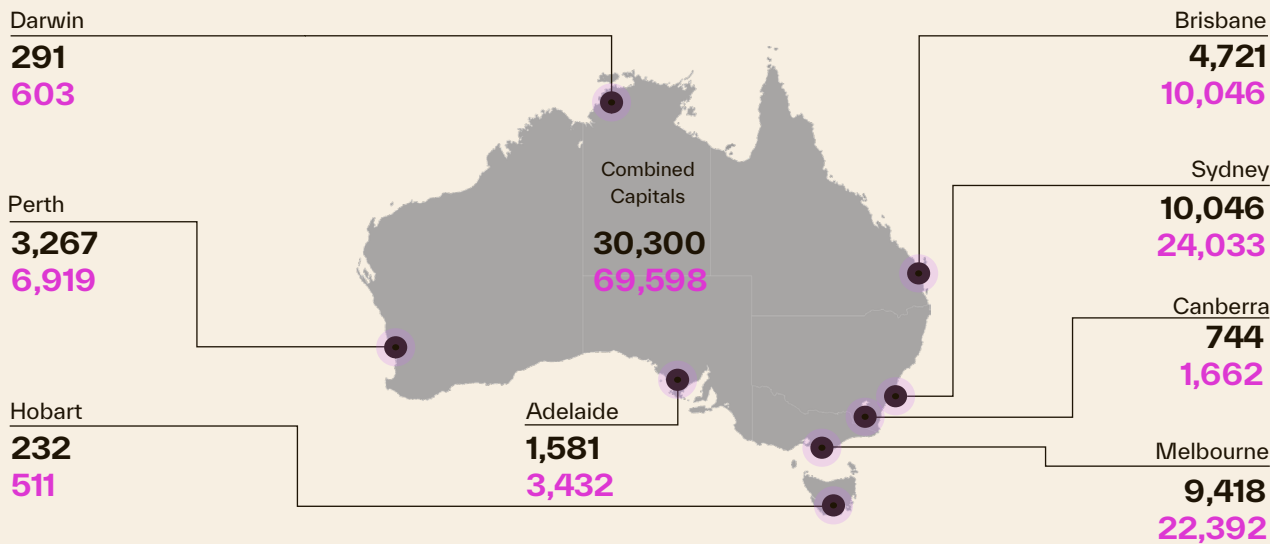 Darwin
291
603
Perth
3,267
6,919
Hobart
232
511
Combined
Capitals
30,300
69,598
Adelaide
1,581
3,432
Brisbane
4,721
10,046
Sydney
10,046
24,033
Canberra
744
1,662
Melbourne
9,418
22,392